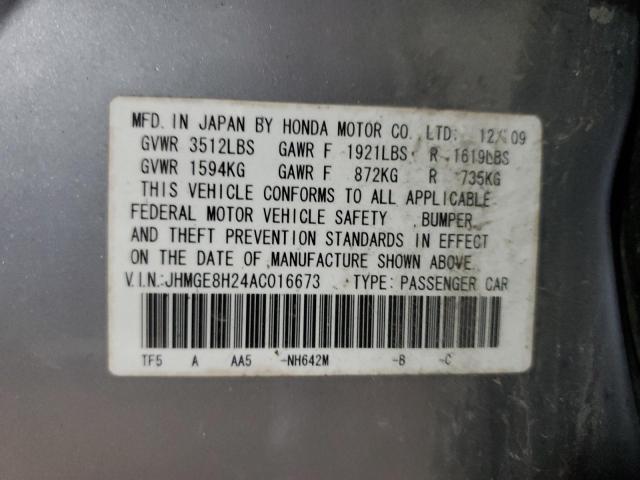 MFD. IN JAPAN BY HONDA MOTOR CO., LTD. 12/09
GVWR 3512LBS GAWR F 1921LBS R 1619LBS
GVWR 1594KG GAWR F 872KG R 735KG
THIS VEHICLE CONFORMS TO ALL APPLICABLE
FEDERAL MOTOR VEHICLE SAFETY, BUMPER,
AND THEFT PREVENTION STANDARDS IN EFFECT
ON THE DATE OF MANUFACTURE SHOWN ABOVE.
V.I.N.:JHMGE8H24AC016673 TYPE: PASSENGER CAR
TF5 A AA5 -NH642M -B -C